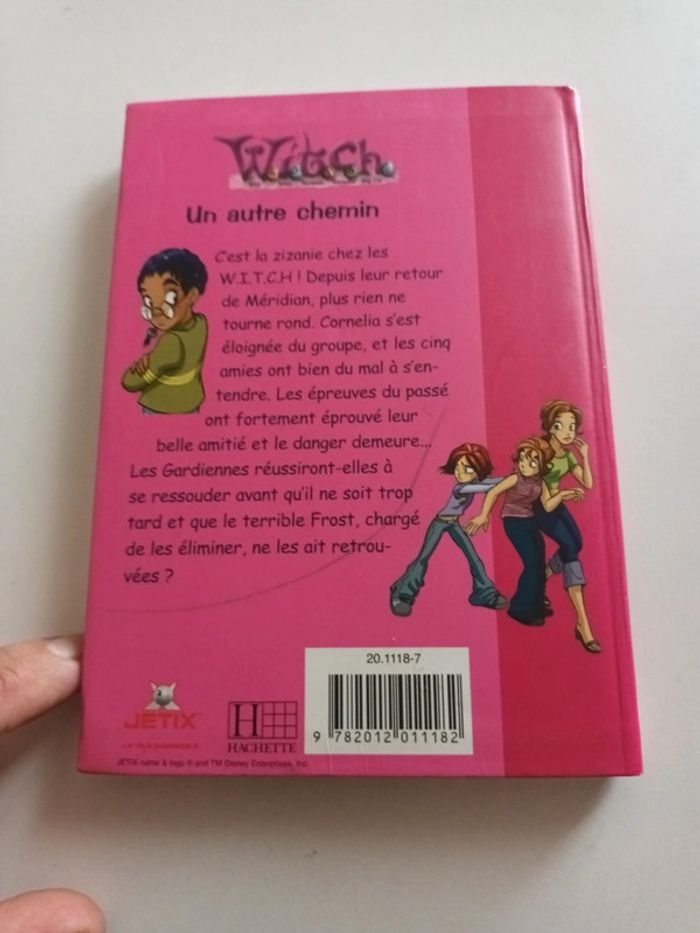 W.i.t.c.h.
Un autre chemin
C'est la zizanie chez les
W.I.T.C.H ! Depuis leur retour
de Méridian, plus rien ne
tourne rond. Cornelia s'est
éloignée du groupe, et les cinq
amies ont bien du mal à s'en-
tendre. Les épreuves du passé
ont fortement éprouvé leur
belle amitié et le danger demeure...
Les Gardiennes réussiront-elles à
se ressouder avant qu'il ne soit trop
tard et que le terrible Frost, chargé
de les éliminer, ne les ait retrou-
vées ?
20.1118-7
9 782012 011182
JETIX™
HACHETTE
JETIX name & logo © and TM Disney Enterprises, Inc.